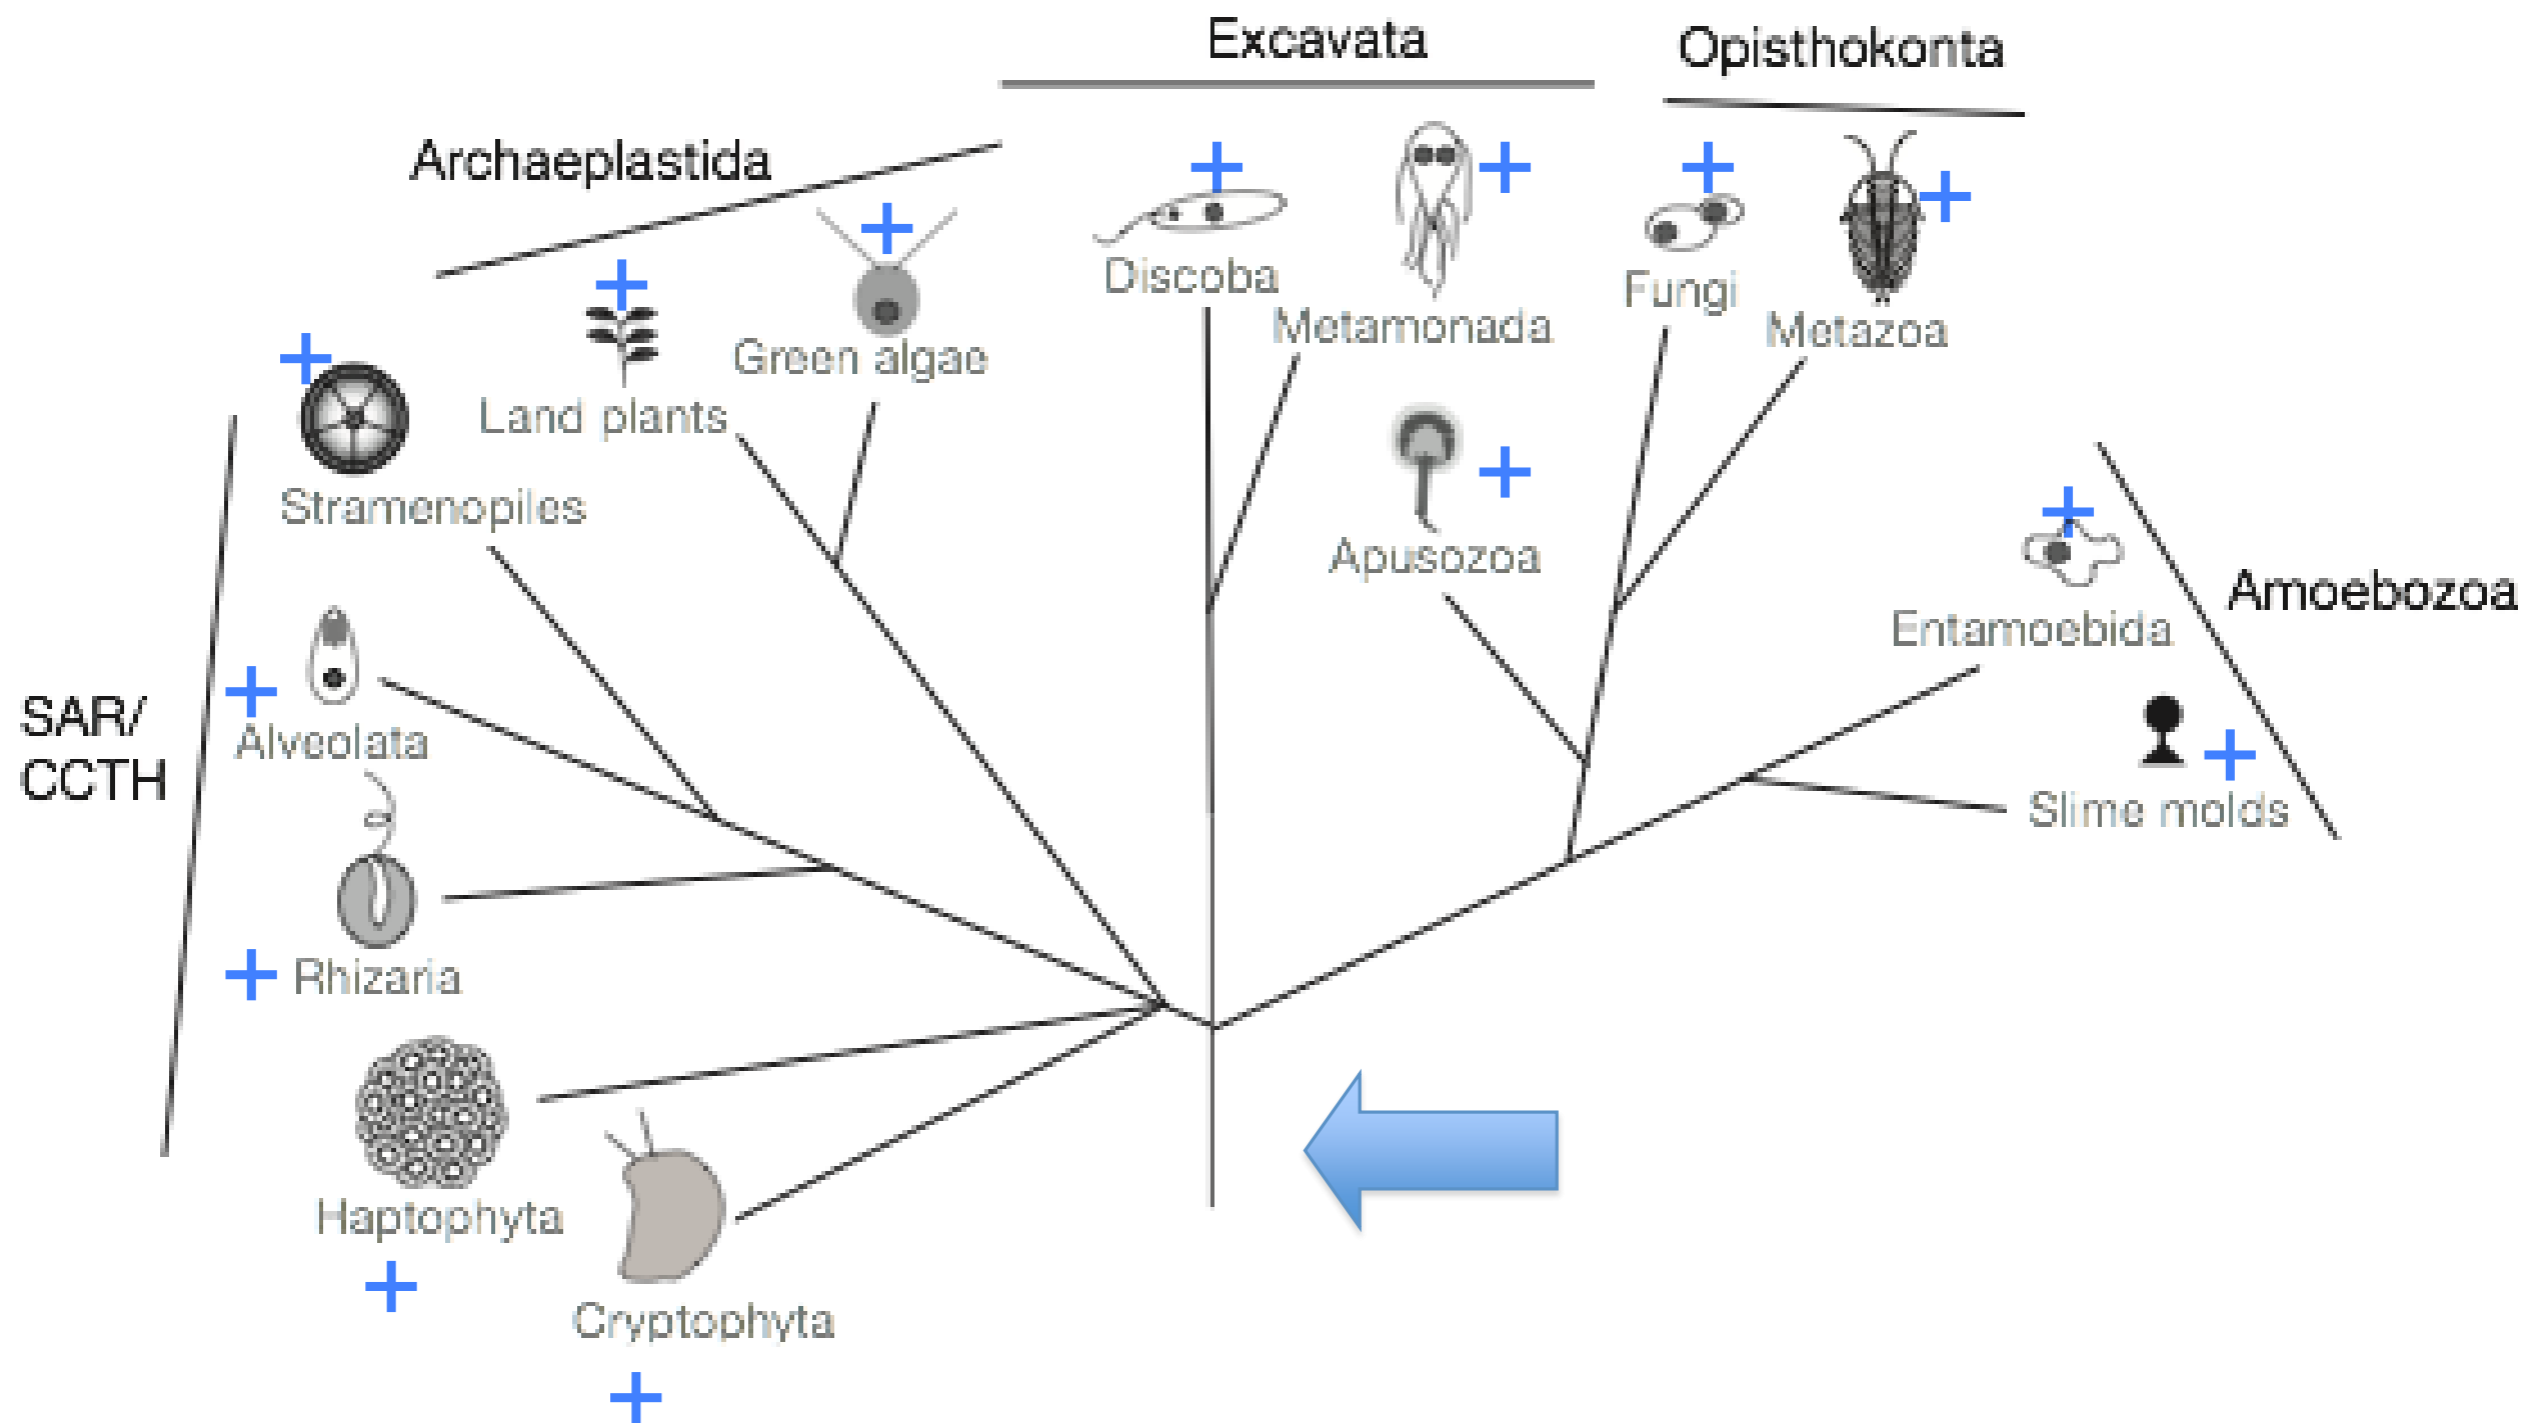 Excavata
Opisthokonta
Archaeplastida
Discoba
Metamonada
Fungi
Metazoa
Green algae
Land plants
Stramenopiles
Apusozoa
Amoebozoa
Entamoebida
SAR/
CCTH
Alveolata
Slime molds
Rhizaria
Haptophyta
Cryptophyta